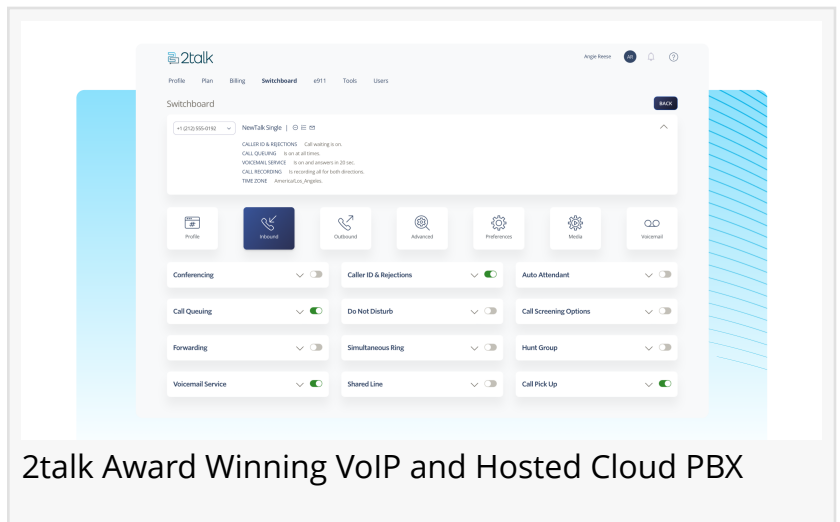 2talk
Angie Reese AR
Profile Plan Billing Switchboard e911 Tools Users
Switchboard
BACK
+1 (212) 555-0192 NewTalk Single |
CALLER ID & REJECTIONS Call waiting is on.
CALL QUEUING Is on at all times.
VOICEMAIL SERVICE Is on and answers in 20 sec.
CALL RECORDING Is recording all for both directions.
TIME ZONE America/Los_Angeles.
Profile Inbound Outbound Advanced Preferences Media Voicemail
Conferencing Caller ID & Rejections Auto Attendant
Call Queuing Do Not Disturb Call Screening Options
Forwarding Simultaneous Ring Hunt Group
Voicemail Service Shared Line Call Pick Up
2talk Award Winning VoIP and Hosted Cloud PBX